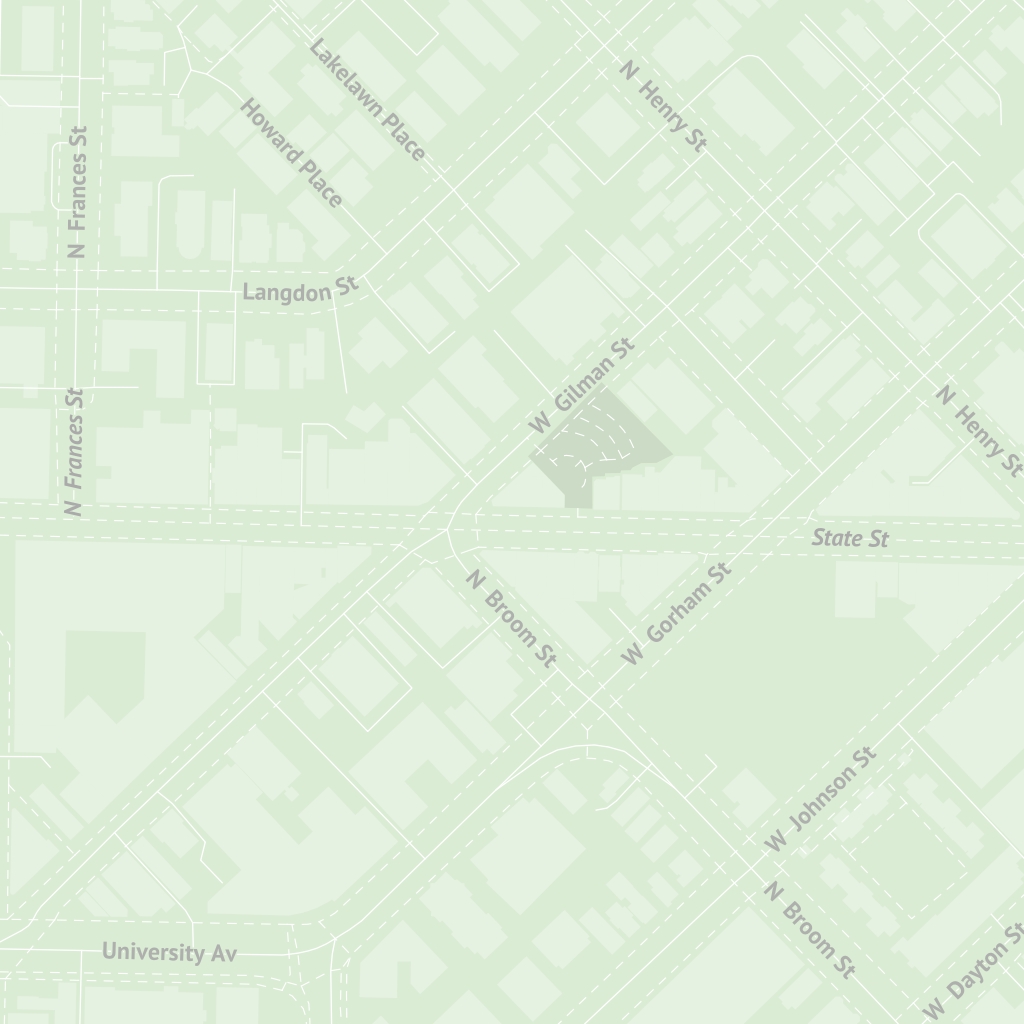 Lakelawn Place
N Henry St
Howard Place
N Frances St
Langdon St
W Gilman St
N Frances St
N Henry St
State St
N Broom St
W Gorham St
W Johnson St
N Broom St
University Av
W Dayton St